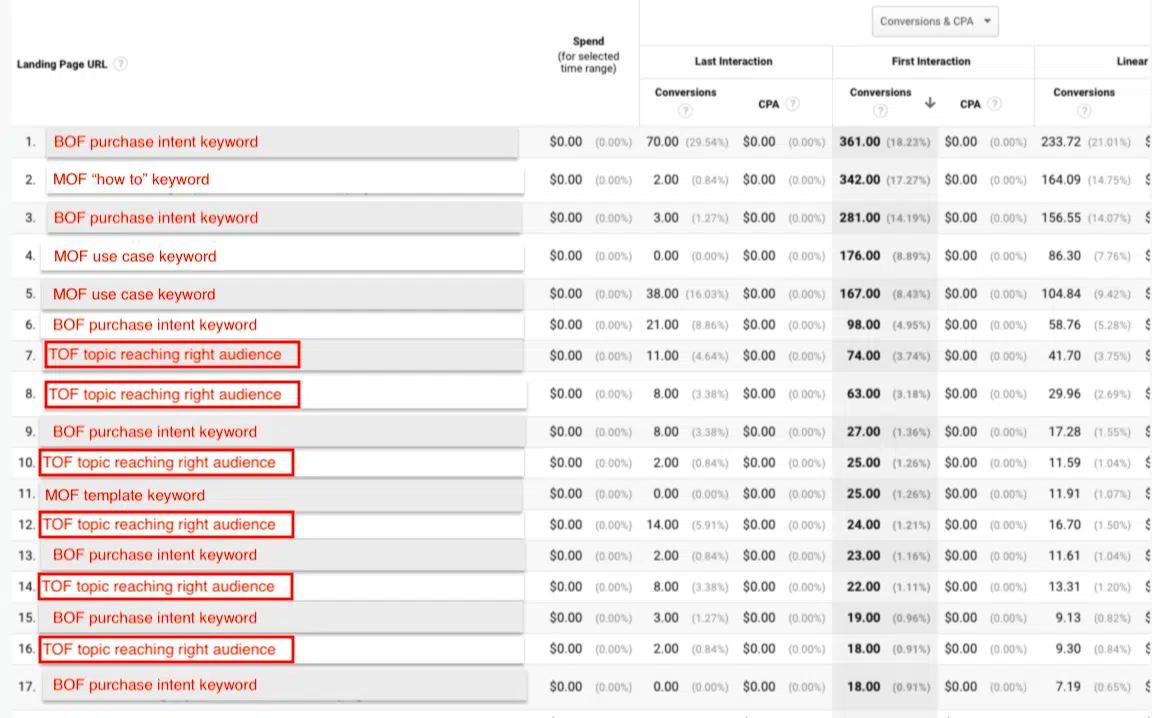 Conversions & CPA
Landing Page URL ?
Spend
(for selected
time range)
Last Interaction
First Interaction
Linear
Conversions
?
CPA ?
Conversions
?
CPA ?
Conversions
?
1. BOF purchase intent keyword $0.00 (0.00%) 70.00 (29.54%) $0.00 (0.00%) 361.00 (18.23%) $0.00 (0.00%) 233.72 (21.01%) $
2. MOF “how to” keyword $0.00 (0.00%) 2.00 (0.84%) $0.00 (0.00%) 342.00 (17.27%) $0.00 (0.00%) 164.09 (14.75%) $
3. BOF purchase intent keyword $0.00 (0.00%) 3.00 (1.27%) $0.00 (0.00%) 281.00 (14.19%) $0.00 (0.00%) 156.55 (14.07%) $
4. MOF use case keyword $0.00 (0.00%) 0.00 (0.00%) $0.00 (0.00%) 176.00 (8.89%) $0.00 (0.00%) 86.30 (7.76%) $
5. MOF use case keyword $0.00 (0.00%) 38.00 (16.03%) $0.00 (0.00%) 167.00 (8.43%) $0.00 (0.00%) 104.84 (9.42%) $
6. BOF purchase intent keyword $0.00 (0.00%) 21.00 (8.86%) $0.00 (0.00%) 98.00 (4.95%) $0.00 (0.00%) 58.76 (5.28%) $
7. TOF topic reaching right audience $0.00 (0.00%) 11.00 (4.64%) $0.00 (0.00%) 74.00 (3.74%) $0.00 (0.00%) 41.70 (3.75%) $
8. TOF topic reaching right audience $0.00 (0.00%) 8.00 (3.38%) $0.00 (0.00%) 63.00 (3.18%) $0.00 (0.00%) 29.96 (2.69%) $
9. BOF purchase intent keyword $0.00 (0.00%) 8.00 (3.38%) $0.00 (0.00%) 27.00 (1.36%) $0.00 (0.00%) 17.28 (1.55%) $
10. TOF topic reaching right audience $0.00 (0.00%) 2.00 (0.84%) $0.00 (0.00%) 25.00 (1.26%) $0.00 (0.00%) 11.59 (1.04%) $
11. MOF template keyword $0.00 (0.00%) 0.00 (0.00%) $0.00 (0.00%) 25.00 (1.26%) $0.00 (0.00%) 11.91 (1.07%) $
12. TOF topic reaching right audience $0.00 (0.00%) 14.00 (5.91%) $0.00 (0.00%) 24.00 (1.21%) $0.00 (0.00%) 16.70 (1.50%) $
13. BOF purchase intent keyword $0.00 (0.00%) 2.00 (0.84%) $0.00 (0.00%) 23.00 (1.16%) $0.00 (0.00%) 11.61 (1.04%) $
14. TOF topic reaching right audience $0.00 (0.00%) 8.00 (3.38%) $0.00 (0.00%) 22.00 (1.11%) $0.00 (0.00%) 13.31 (1.20%) $
15. BOF purchase intent keyword $0.00 (0.00%) 3.00 (1.27%) $0.00 (0.00%) 19.00 (0.96%) $0.00 (0.00%) 9.13 (0.82%) $
16. TOF topic reaching right audience $0.00 (0.00%) 2.00 (0.84%) $0.00 (0.00%) 18.00 (0.91%) $0.00 (0.00%) 9.30 (0.84%) $
17. BOF purchase intent keyword $0.00 (0.00%) 0.00 (0.00%) $0.00 (0.00%) 18.00 (0.91%) $0.00 (0.00%) 7.19 (0.65%) $